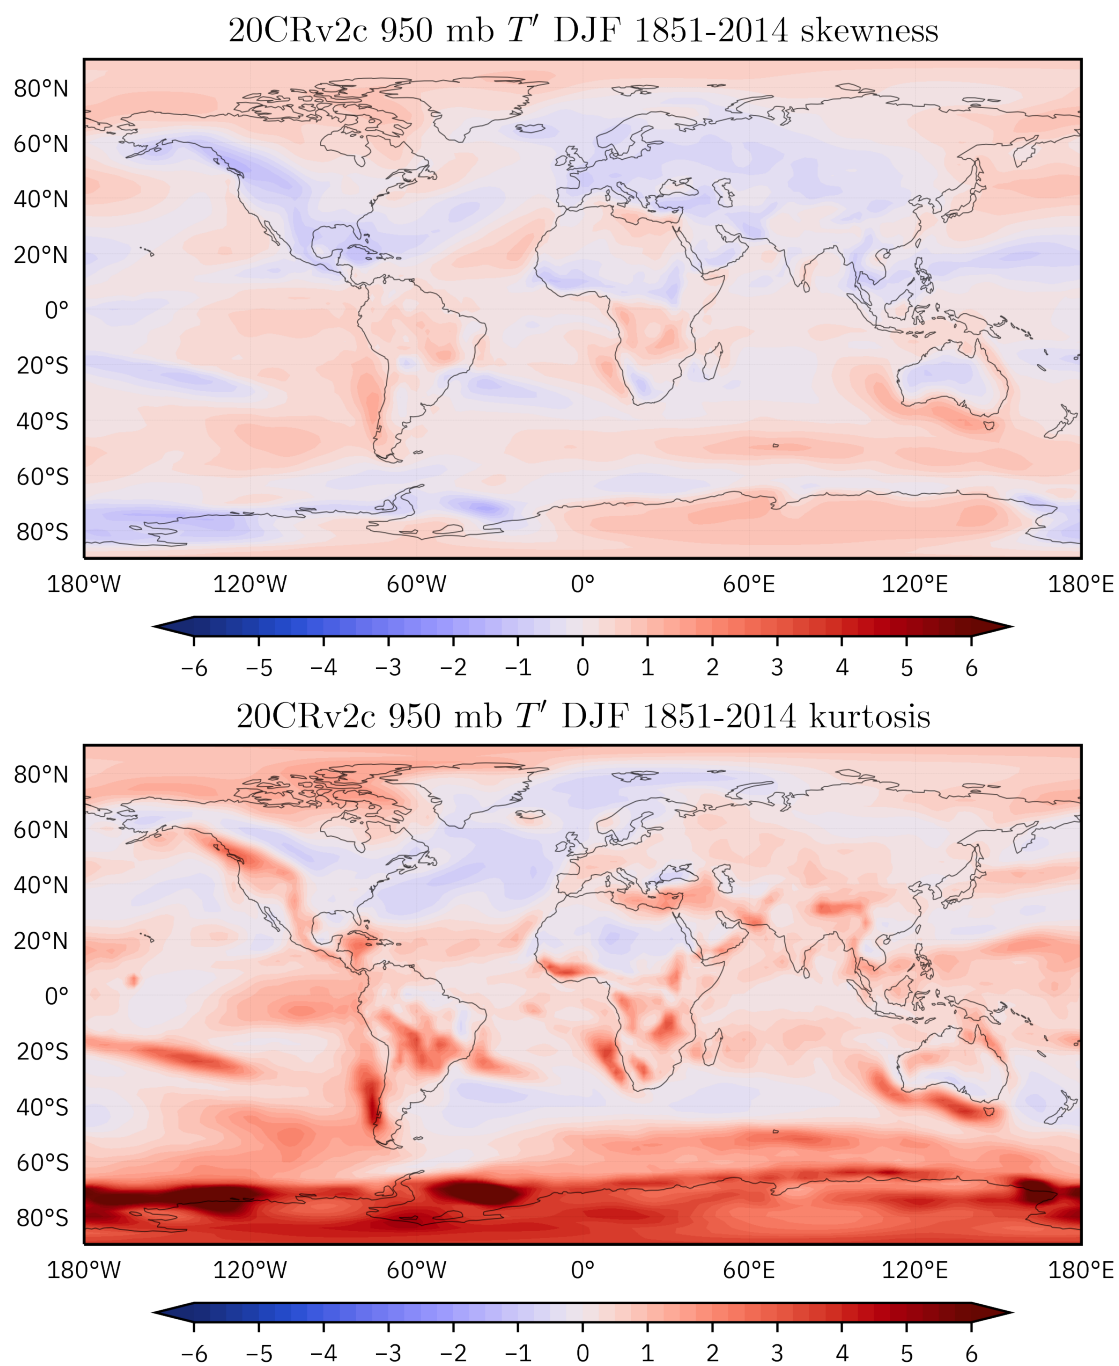 20CRv2c 950 mb T′ DJF 1851-2014 skewness
80°N
60°N
40°N
20°N
0°
20°S
40°S
60°S
80°S
180°W 120°W 60°W 0° 60°E 120°E 180°E
−6 −5 −4 −3 −2 −1 0 1 2 3 4 5 6
20CRv2c 950 mb T′ DJF 1851-2014 kurtosis
80°N
60°N
40°N
20°N
0°
20°S
40°S
60°S
80°S
180°W 120°W 60°W 0° 60°E 120°E 180°E
−6 −5 −4 −3 −2 −1 0 1 2 3 4 5 6